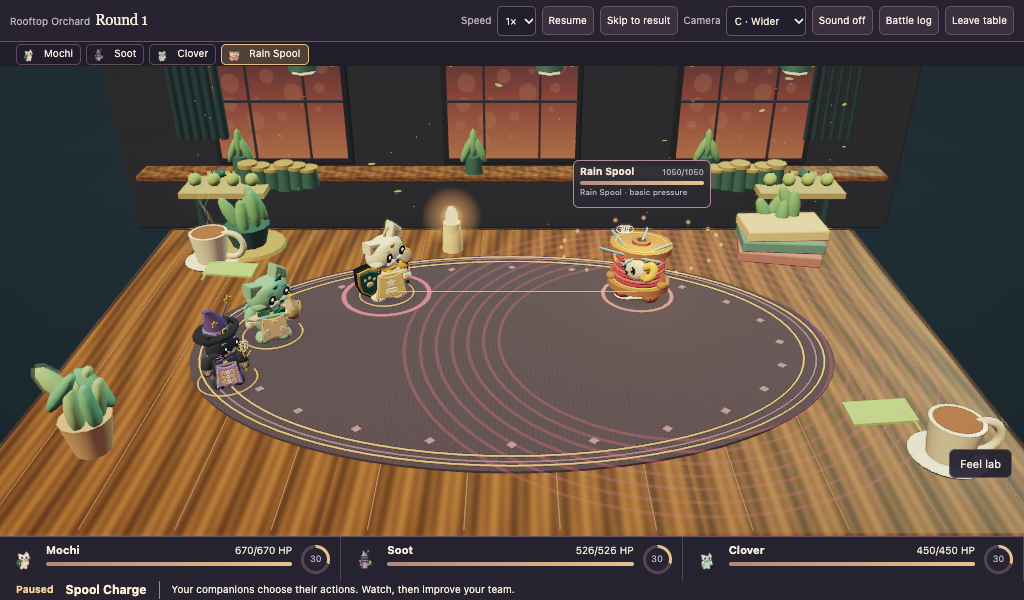 Rooftop Orchard Round 1
Speed 1x Resume Skip to result Camera C · Wider Sound off Battle log Leave table
Mochi Soot Clover Rain Spool
Rain Spool 1050/1050
Rain Spool · basic pressure
Feel lab
Mochi 670/670 HP 30
Soot 526/526 HP 30
Clover 450/450 HP 30
Paused Spool Charge Your companions choose their actions. Watch, then improve your team.